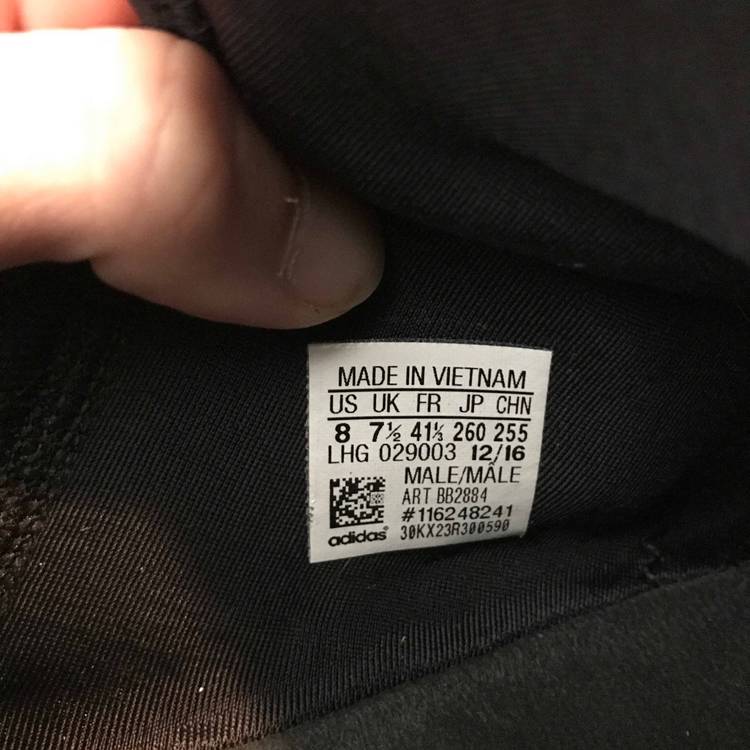 MADE IN VIETNAM
US UK FR JP CHN
8 7½ 41⅓ 260 255
LHG 029003 12/16
MALE/MÂLE
ART BB2884
#116248241
adidas 30KX23R300590